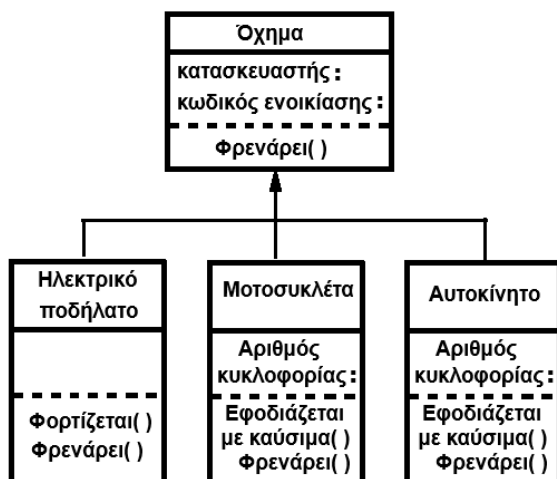 Όχημα
κατασκευαστής:
κωδικός ενοικίασης:
Φρενάρει( )
Ηλεκτρικό
ποδήλατο
Φορτίζεται( )
Φρενάρει( )
Μοτοσυκλέτα
Αριθμός
κυκλοφορίας:
Εφοδιάζεται
με καύσιμα( )
Φρενάρει( )
Αυτοκίνητο
Αριθμός
κυκλοφορίας:
Εφοδιάζεται
με καύσιμα( )
Φρενάρει( )